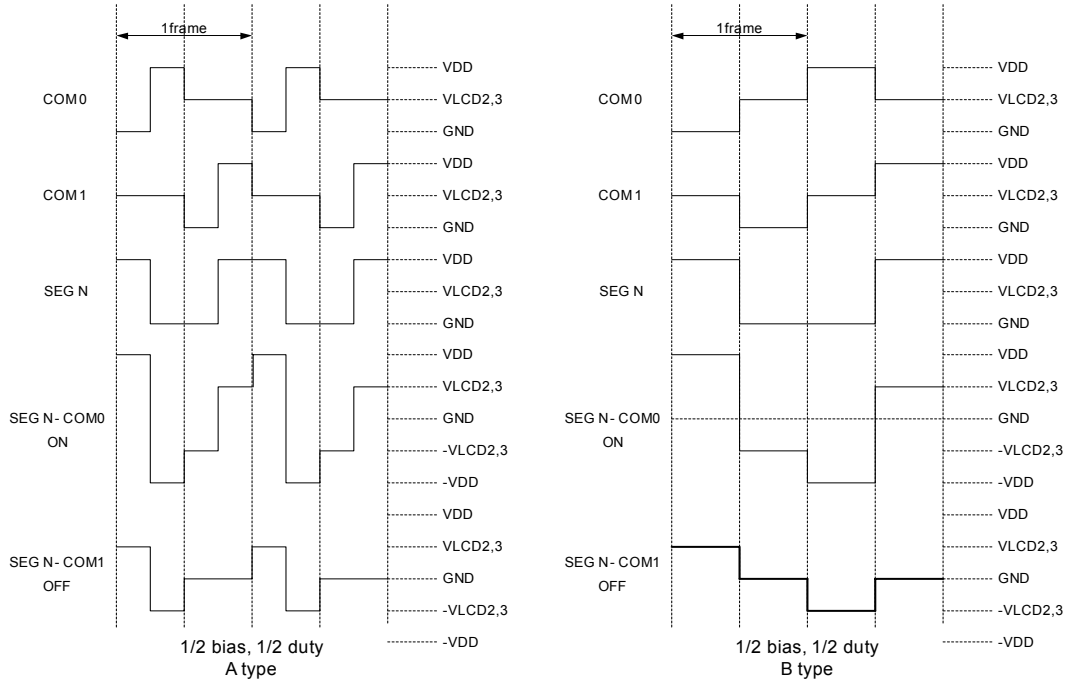 1frame
COM0
VDD
VLCD2,3
GND
COM1
VDD
VLCD2,3
GND
SEG N
VDD
VLCD2,3
GND
SEG N- COM0
ON
VDD
VLCD2,3
GND
-VLCD2,3
-VDD
SEG N- COM1
OFF
VDD
VLCD2,3
GND
-VLCD2,3
-VDD
1/2 bias, 1/2 duty
A type
1frame
COM0
VDD
VLCD2,3
GND
COM1
VDD
VLCD2,3
GND
SEG N
VDD
VLCD2,3
GND
SEG N- COM0
ON
VDD
VLCD2,3
GND
-VLCD2,3
-VDD
SEG N- COM1
OFF
VDD
VLCD2,3
GND
-VLCD2,3
-VDD
1/2 bias, 1/2 duty
B type